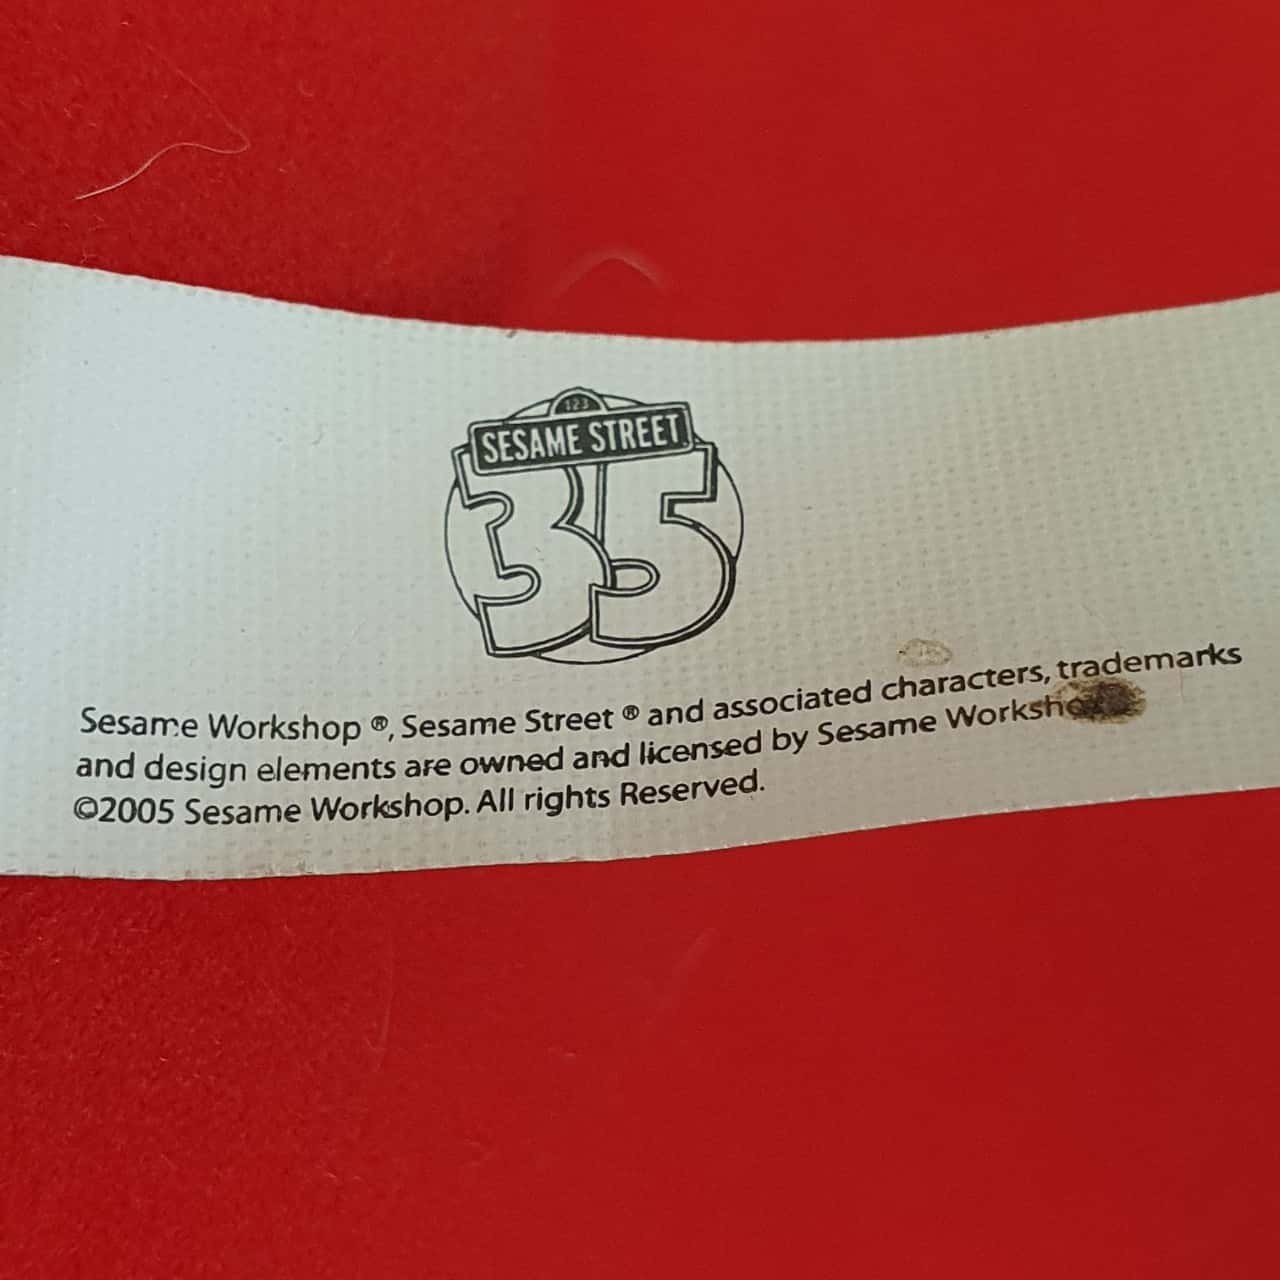 123
SESAME STREET
35
Sesame Workshop ®, Sesame Street ® and associated characters, trademarks
and design elements are owned and licensed by Sesame Workshop
©2005 Sesame Workshop. All rights Reserved.